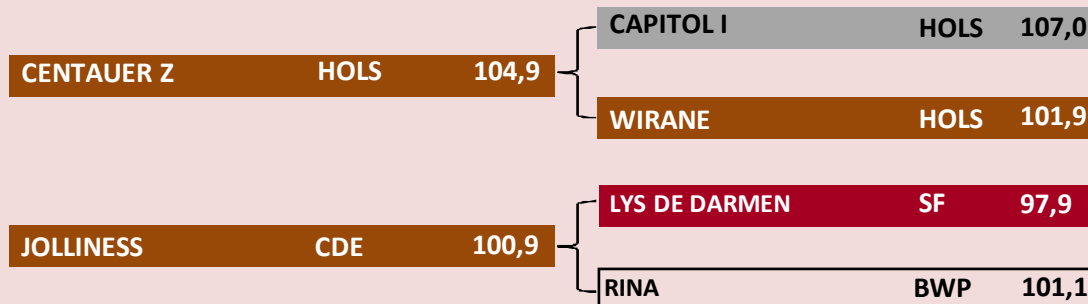 CAPITOL I HOLS 107,0
CENTAUER Z HOLS 104,9
WIRANE HOLS 101,9
LYS DE DARMEN SF 97,9
JOLLINESS CDE 100,9
RINA BWP 101,1